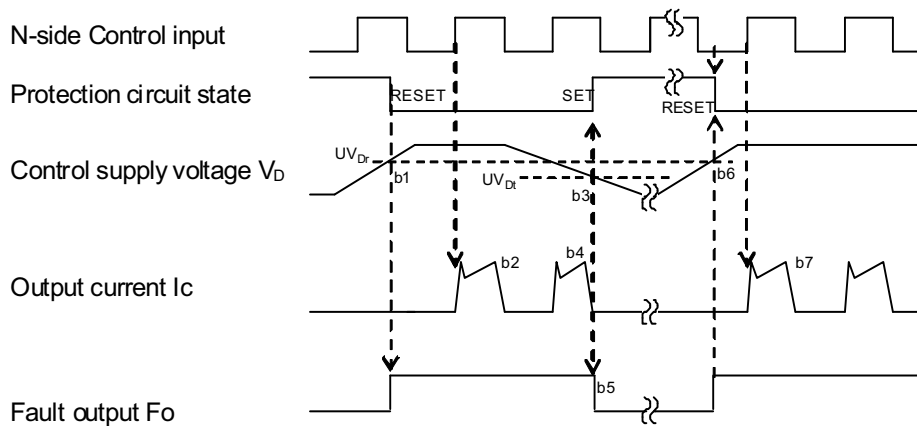 N-side Control input
Protection circuit state
RESET
SET
RESET
Control supply voltage VD
UVDr
b1
UVDt
b3
b6
Output current Ic
b2
b4
b7
Fault output Fo
b5